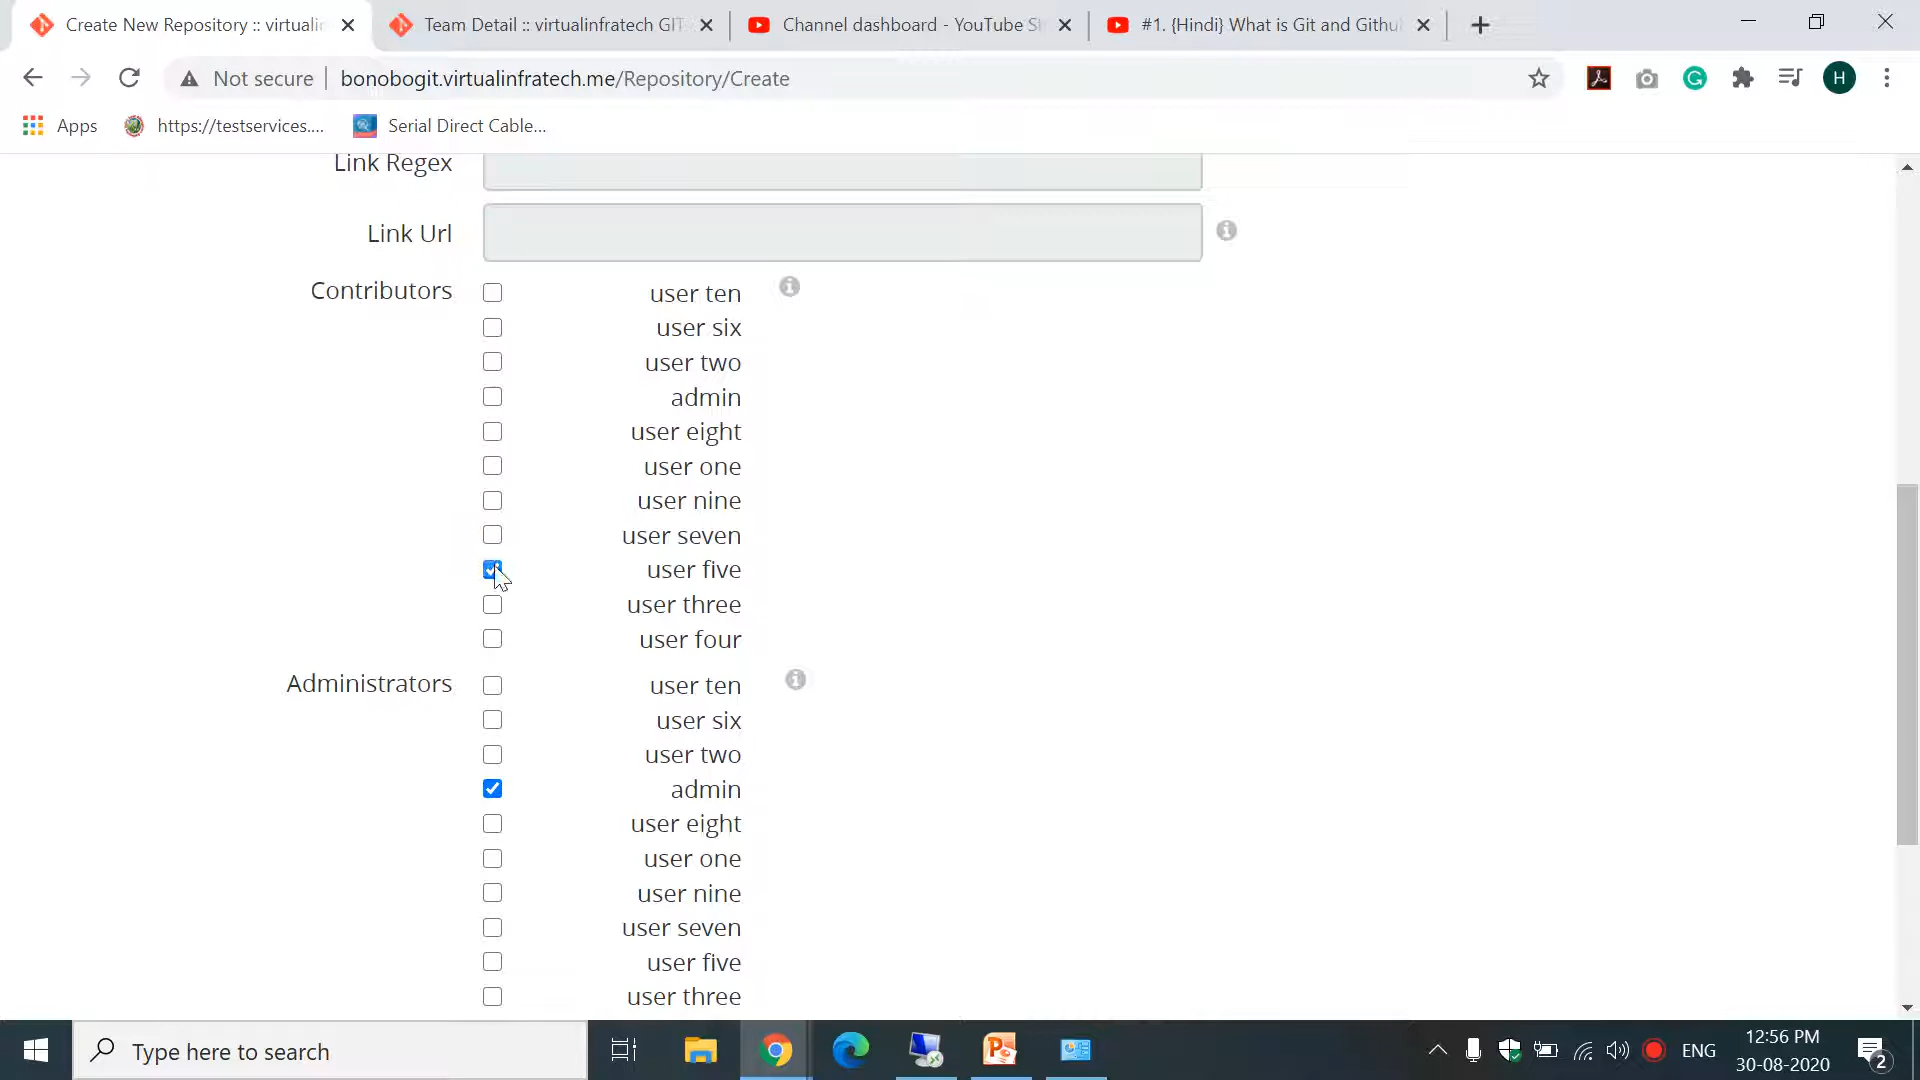 Create New Repository :: virtualin
Team Detail :: virtualinfratech GIT
Channel dashboard - YouTube St
#1. {Hindi} What is Git and Githu
Not secure
bonobogit.virtualinfratech.me/Repository/Create
H
Apps
https://testservices....
Serial Direct Cable...
Link Regex
Link Url
Contributors
user ten
user six
user two
admin
user eight
user one
user nine
user seven
user five
user three
user four
Administrators
user ten
user six
user two
admin
user eight
user one
user nine
user seven
user five
user three
Type here to search
ENG
12:56 PM
30-08-2020
2